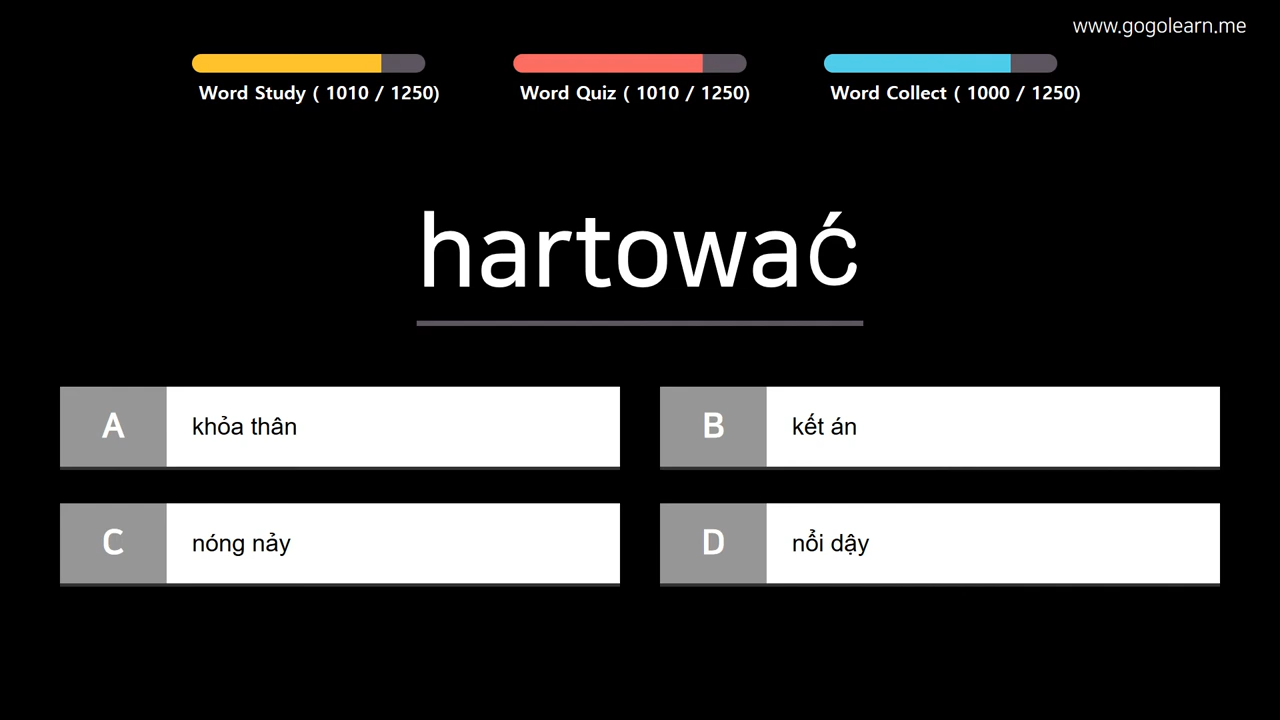 www.gogolearn.me
Word Study ( 1010 / 1250)
Word Quiz ( 1010 / 1250)
Word Collect ( 1000 / 1250)
hartować
A khỏa thân
B kết án
C nóng nảy
D nổi dậy